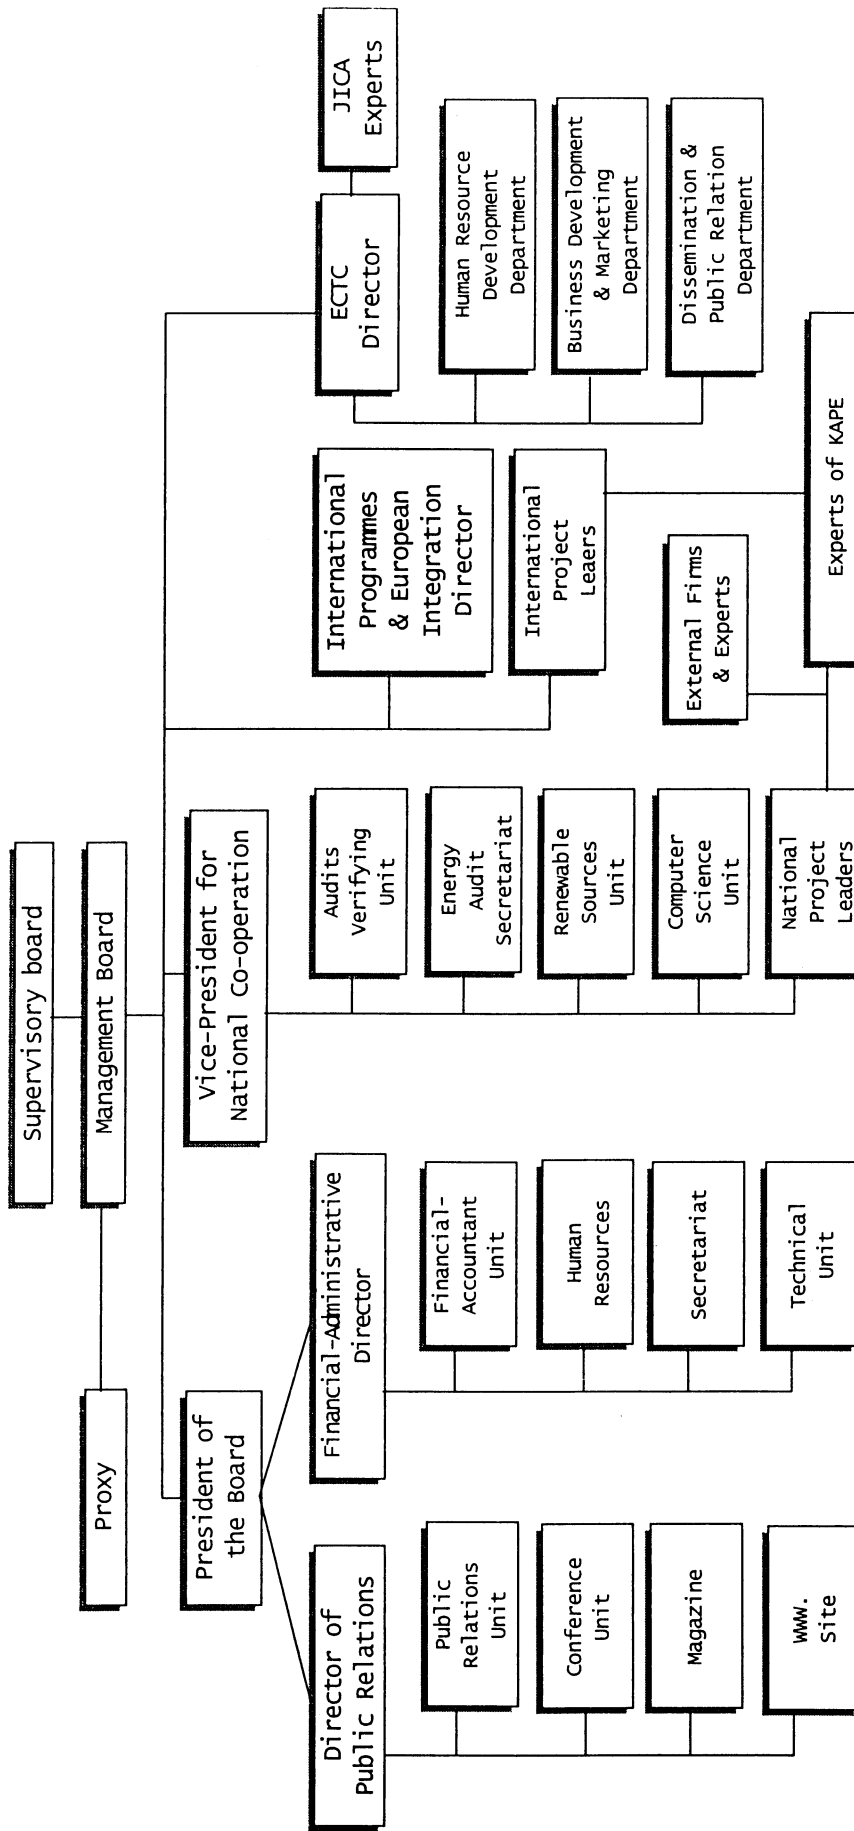 Supervisory board
Proxy
Management Board
President of
the Board
Vice-President for
National Co-operation
Director of
Public Relations
Public
Relations
Unit
Conference
Unit
Magazine
Www.
Site
Financial-Administrative
Director
Financial-
Accountant
Unit
Human
Resources
Secretariat
Technical
Unit
Audits
Verifying
Unit
Energy
Audit
Secretariat
Renewable
Sources
Unit
Computer
Science
Unit
National
Project
Leaders
International
Programmes
& European
Integration
Director
International
Project
Leaers
External Firms
& Experts
Experts of KAPE
ECTC
Director
JICA
Experts
Human Resource
Development
Department
Business Development
& Marketing
Department
Dissemination &
Public Relation
Department